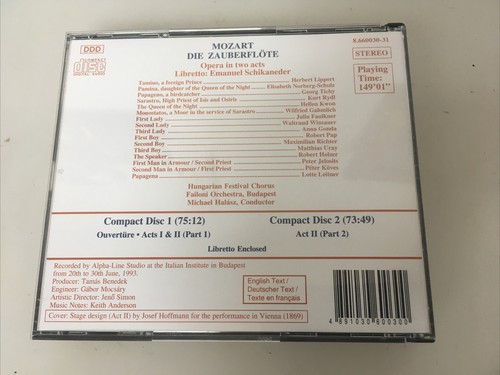 DDD
COMPACT
disc
DIGITAL AUDIO
MOZART
DIE ZAUBERFLÖTE
Opera in two acts
Libretto: Emanuel Schikaneder
8.660030-31
STEREO
Playing
Time:
149'01"
Tamino, a foreign Prince Herbert Lippert
Pamina, daughter of the Queen of the Night Elisabeth Norberg-Schulz
Papageno, a birdcatcher Georg Tichy
Sarastro, High Priest of Isis and Osiris Kurt Rydl
The Queen of the Night Hellen Kwon
Monostatos, a Moor in the service of Sarastro Wilfried Gahmlich
First Lady Julia Faulkner
Second Lady Waltraud Winsauer
Third Lady Anna Gonda
First Boy Robert Pap
Second Boy Maximilian Richter
Third Boy Matthias Uray
The Speaker Robert Holzer
First Man in Armour / Second Priest Peter Jelosits
Second Man in Armour / First Priest Péter Köves
Papagena Lotte Leitner
Hungarian Festival Chorus
Failoni Orchestra, Budapest
Michael Halász, Conductor
Compact Disc 1 (75:12)
Ouvertüre • Acts I & II (Part 1)
Compact Disc 2 (73:49)
Act II (Part 2)
Libretto Enclosed
Recorded by Alpha-Line Studio at the Italian Institute in Budapest
from 20th to 30th June, 1993.
Producer: Tamás Benedek
Engineer: Gábor Mocsáry
Artistic Director: Jenő Simon
Music Notes: Keith Anderson
English Text /
Deutscher Text /
Texte en français
Cover: Stage design (Act II) by Josef Hoffmann for the performance in Vienna (1869)
4 891030 600300